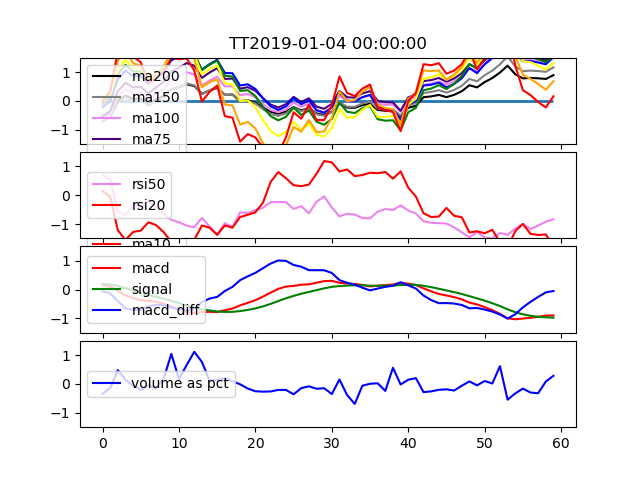 TT2019-01-04 00:00:00
1
0
−1
ma200
ma150
ma100
ma75
ma10
1
0
−1
rsi50
rsi20
1
0
−1
macd
signal
macd_diff
1
0
−1
volume as pct
0 10 20 30 40 50 60